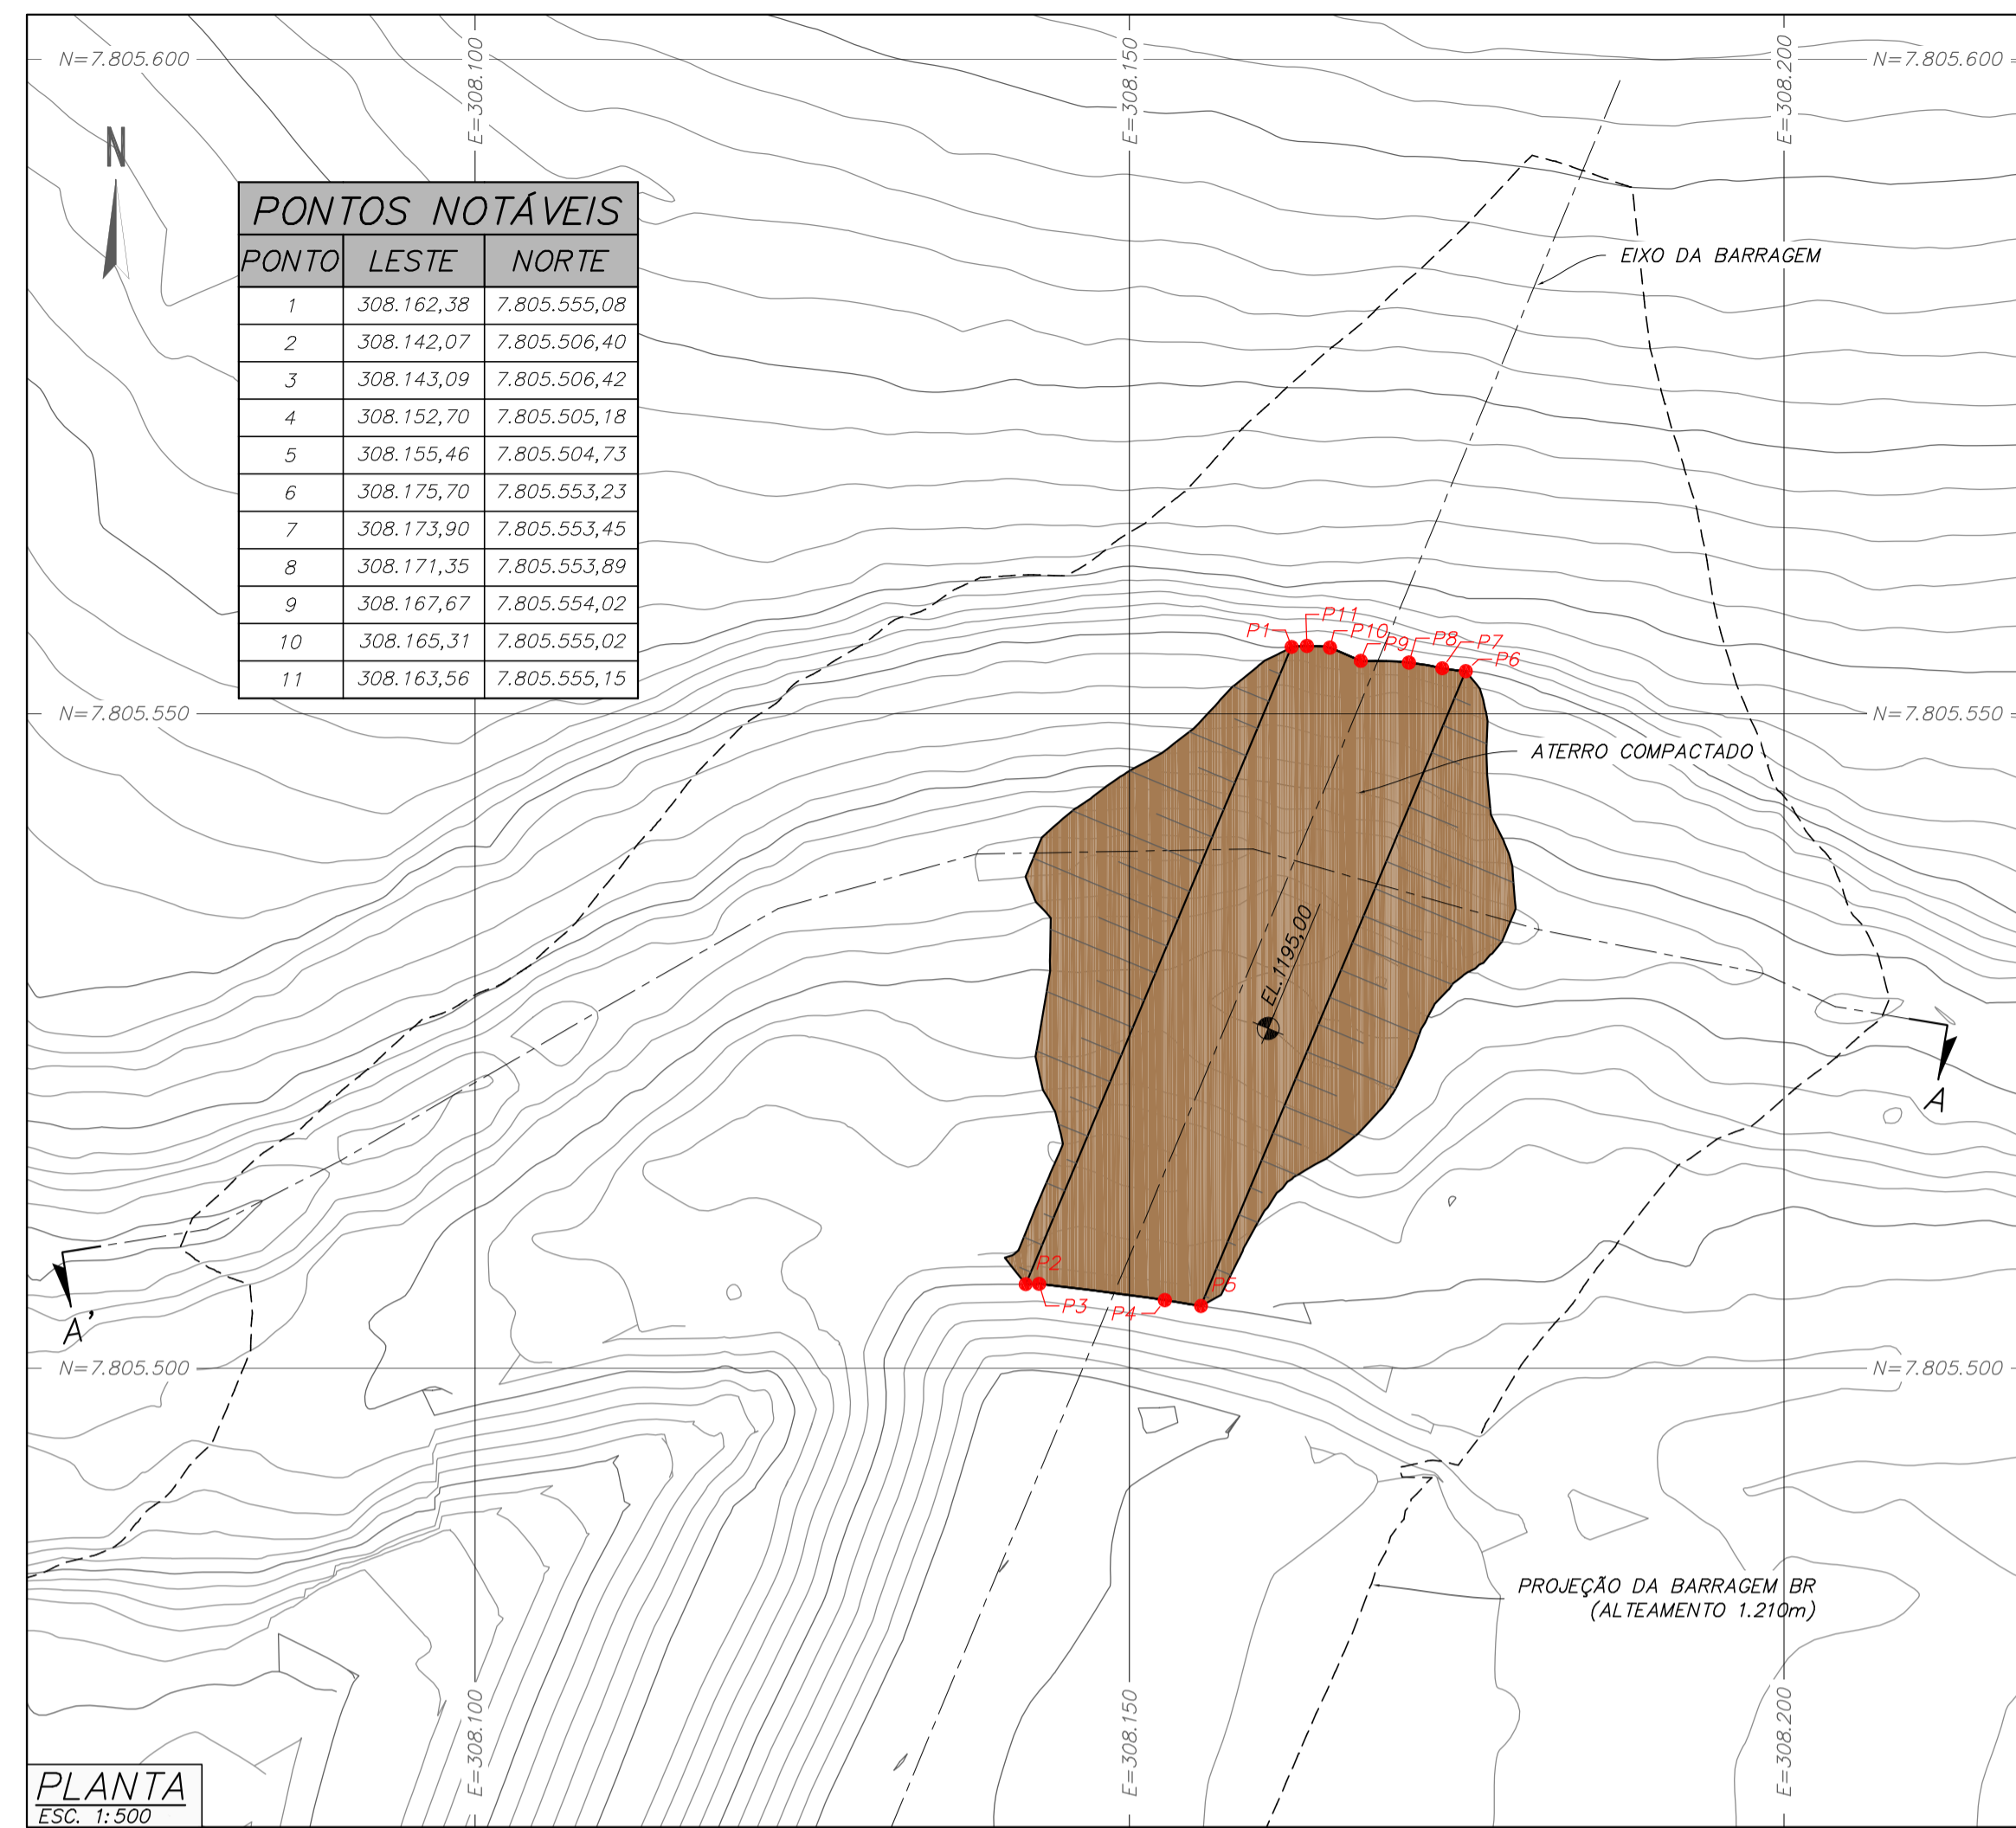 N=7.805.600
E=308.100
E=308.150
E=308.200
N=7.805.600
N
PONTOS NOTÁVEIS
PONTO LESTE NORTE
1 308.162,38 7.805.555,08
2 308.142,07 7.805.506,40
3 308.143,09 7.805.506,42
4 308.152,70 7.805.505,18
5 308.155,46 7.805.504,73
6 308.175,70 7.805.553,23
7 308.173,90 7.805.553,45
8 308.171,35 7.805.553,89
9 308.167,67 7.805.554,02
10 308.165,31 7.805.555,02
11 308.163,56 7.805.555,15
EIXO DA BARRAGEM
P1
P11
P10
P9
P8
P7
P6
N=7.805.550
N=7.805.550
ATERRO COMPACTADO
EL.1195,00
A
A'
P2
P3
P4
P5
N=7.805.500
N=7.805.500
PROJEÇÃO DA BARRAGEM BR
(ALTEAMENTO 1.210m)
E=308.100
E=308.150
E=308.200
PLANTA
ESC. 1:500